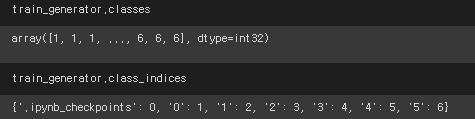 train_generator.classes
array([1, 1, 1, ..., 6, 6, 6], dtype=int32)
train_generator.class_indices
{'.ipynb_checkpoints': 0, '0': 1, '1': 2, '2': 3, '3': 4, '4': 5, '5': 6}